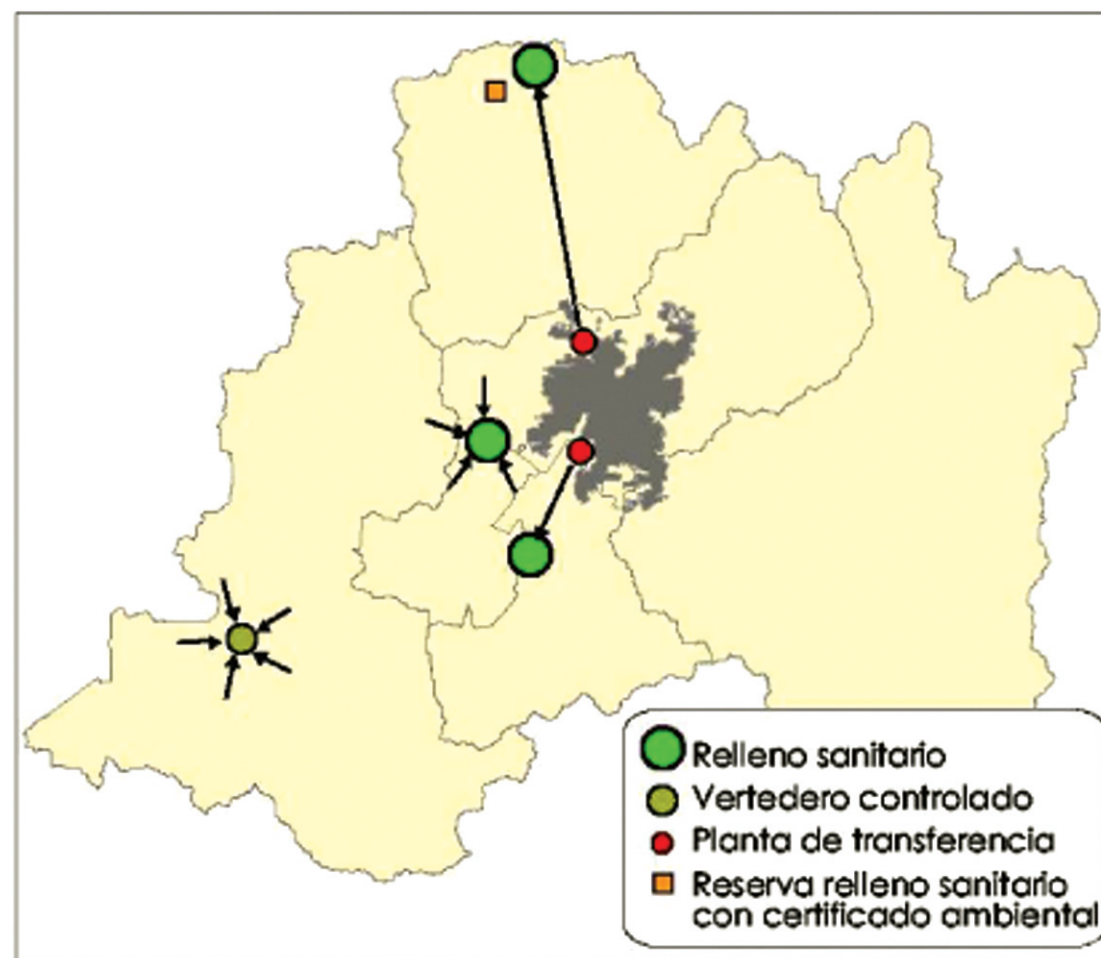 Relleno sanitario
Vertedero controlado
Planta de transferencia
Reserva relleno sanitario
con certificado ambiental